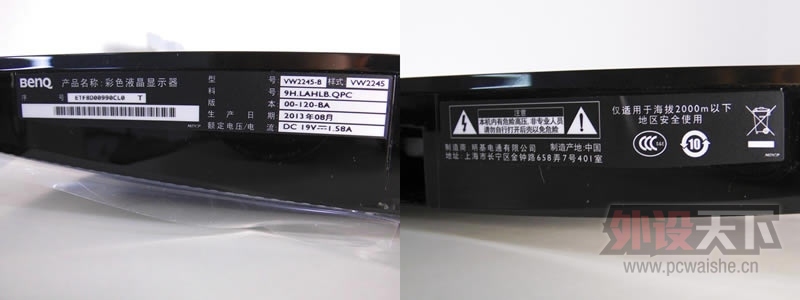 BenQ 产品名称: 彩色液晶显示器
序 号 ETF8D00990CL0 T
型 号 VW2245-B 样式 VW2245
料 号 9H.LAHLB.QPC
版 本 00-120-BA
生 产 日 期 2013年08月
额定电压/电流 DC 19V 1.58A
注意
本机内有危险高压, 非专业人员
请勿自行打开后壳以免危险
制造商 明基电通有限公司 制造产地:中国
地址:上海市长宁区金钟路658弄7号401室
仅适用于海拔2000m以下
地区安全使用
CCC
10
外设天下
www.pcwaishe.cn